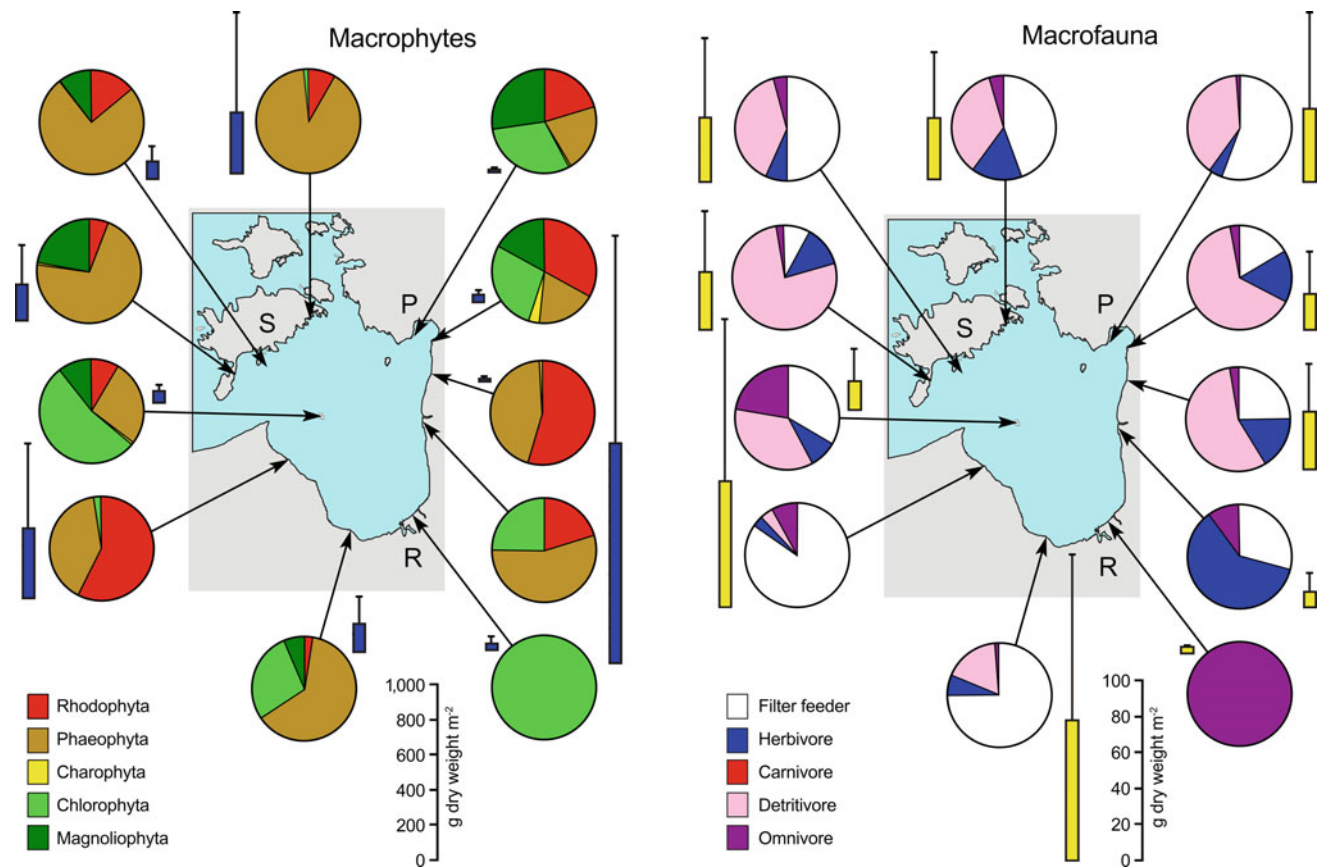 Macrophytes
S
P
R
Rhodophyta
Phaeophyta
Charophyta
Chlorophyta
Magnoliophyta
1,000
800
600
400
200
0
g dry weight m-2
Macrofauna
S
P
R
Filter feeder
Herbivore
Carnivore
Detritivore
Omnivore
100
80
60
40
20
0
g dry weight m-2